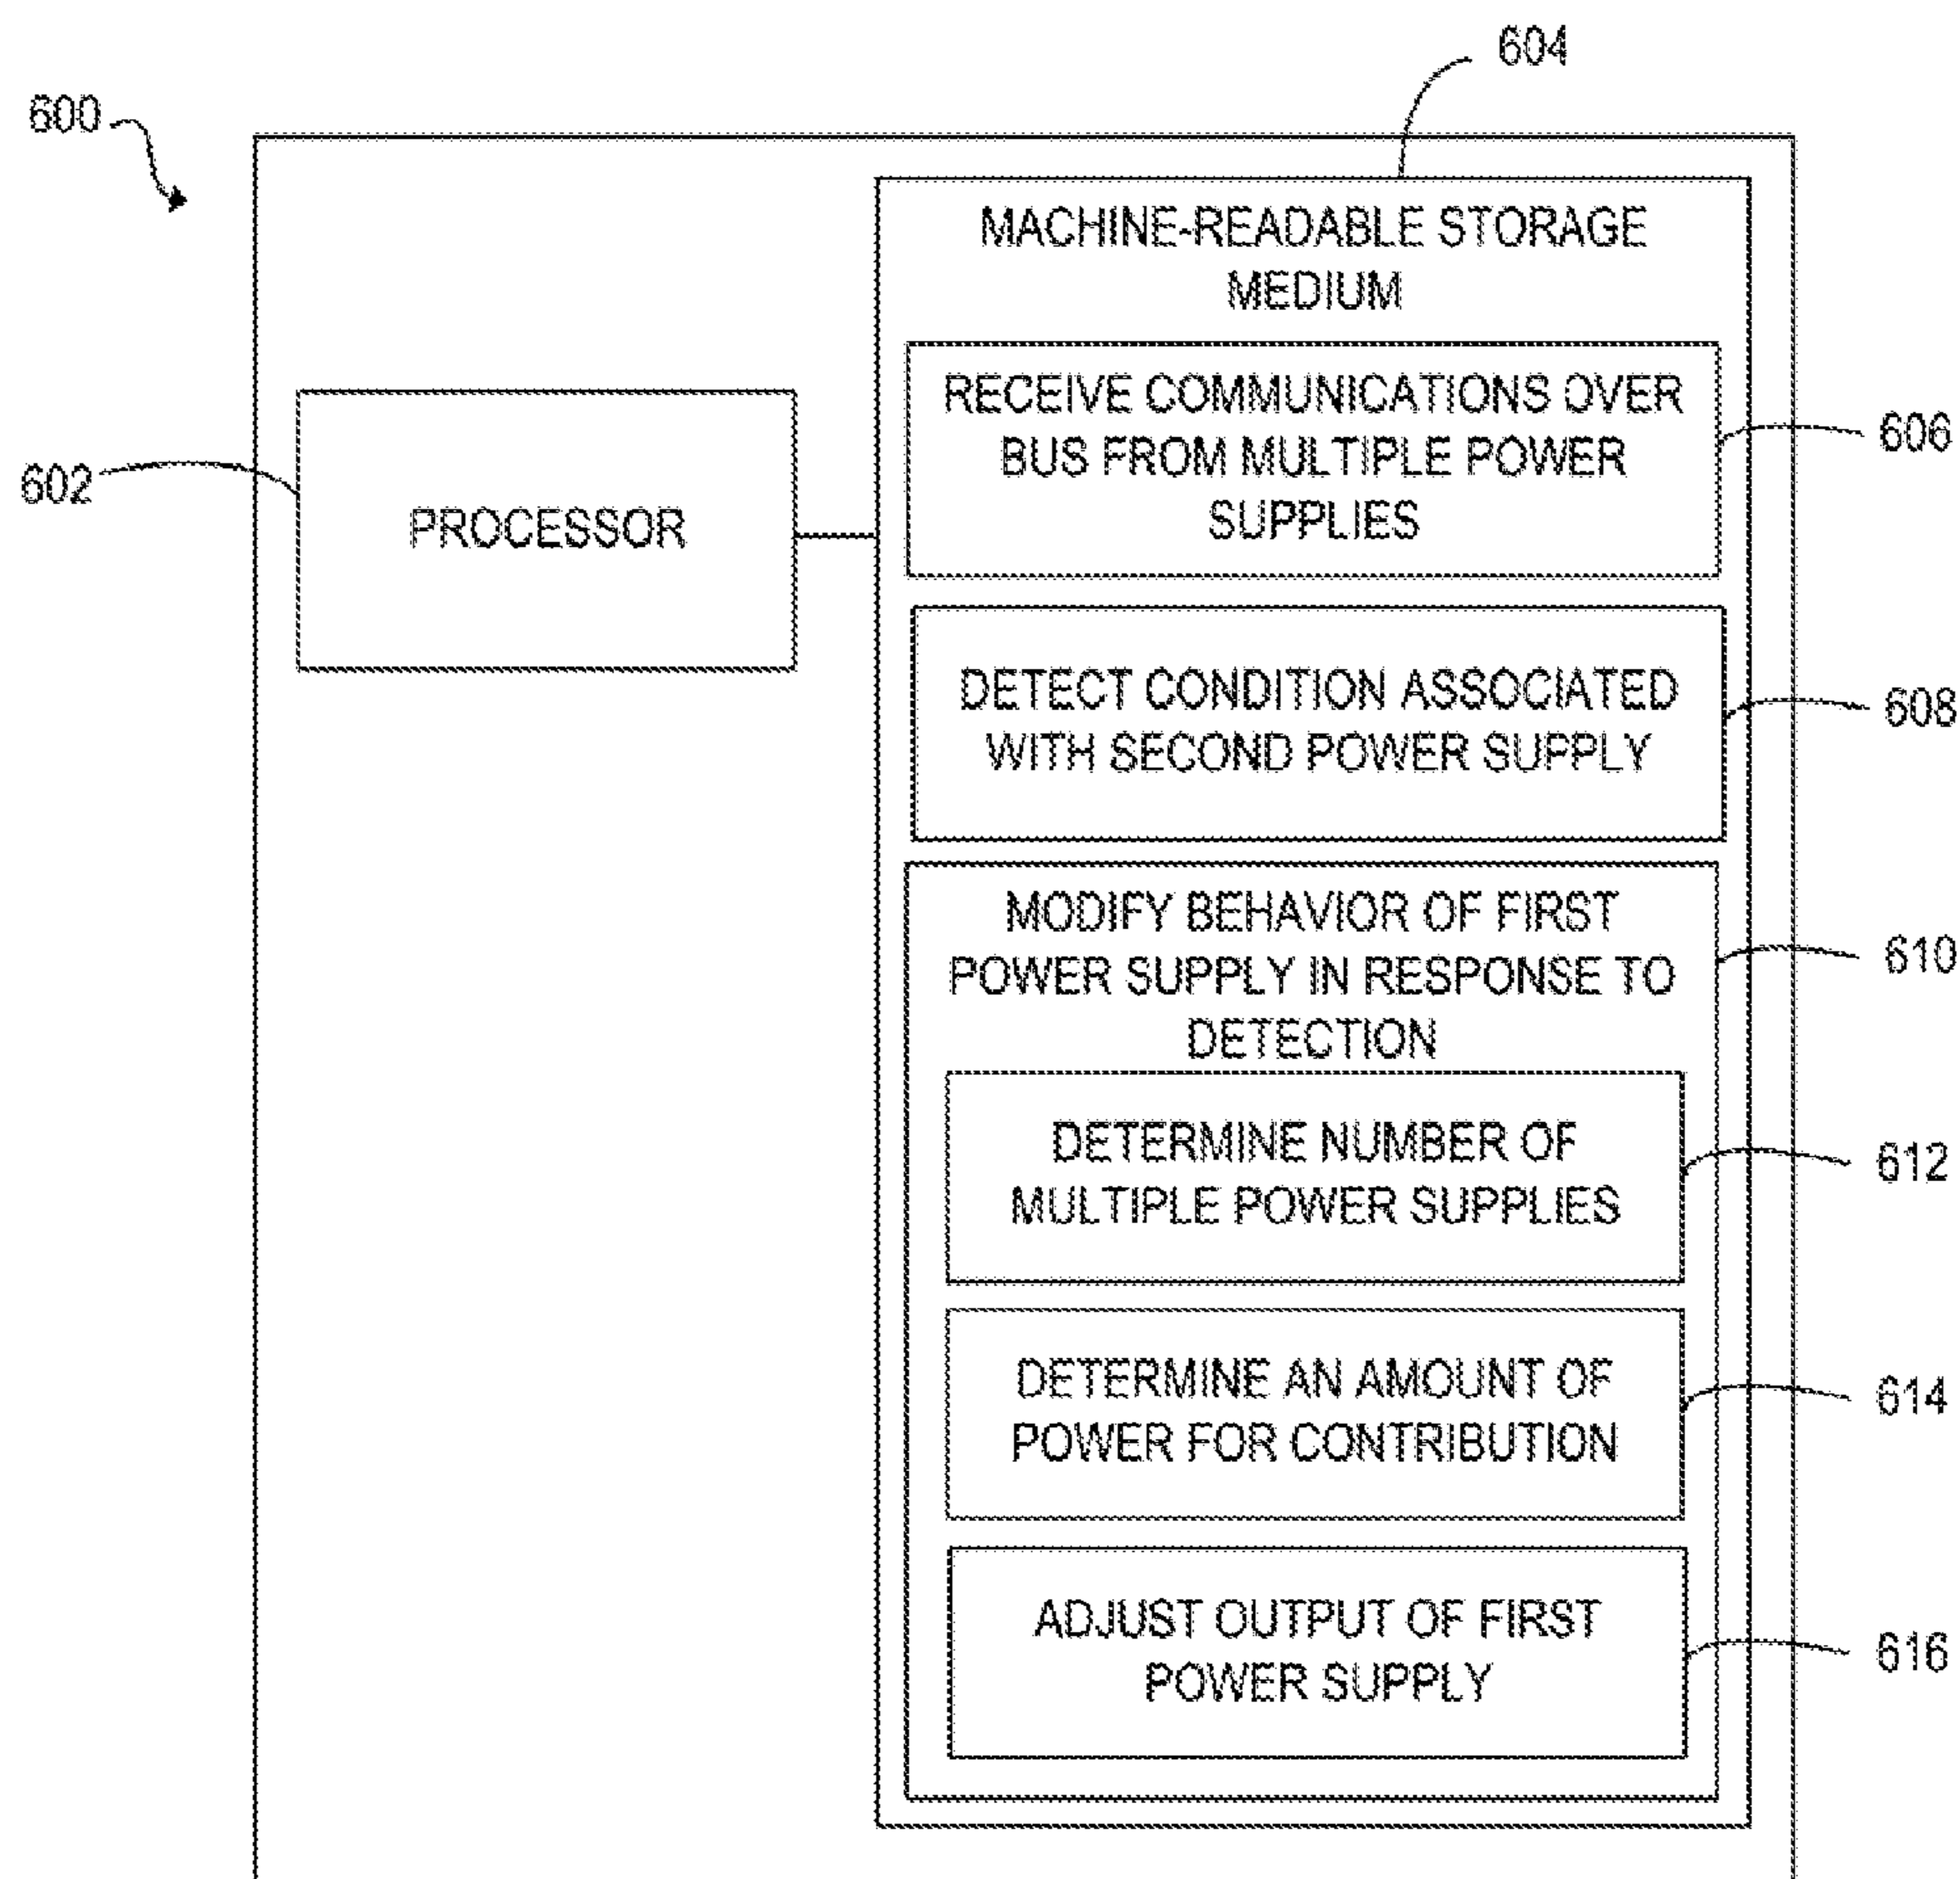 604
600
MACHINE-READABLE STORAGE
MEDIUM
RECEIVE COMMUNICATIONS OVER
BUS FROM MULTIPLE POWER
SUPPLIES
606
602
PROCESSOR
DETECT CONDITION ASSOCIATED
WITH SECOND POWER SUPPLY
608
MODIFY BEHAVIOR OF FIRST
POWER SUPPLY IN RESPONSE TO
DETECTION
610
DETERMINE NUMBER OF
MULTIPLE POWER SUPPLIES
612
DETERMINE AN AMOUNT OF
POWER FOR CONTRIBUTION
614
ADJUST OUTPUT OF FIRST
POWER SUPPLY
616